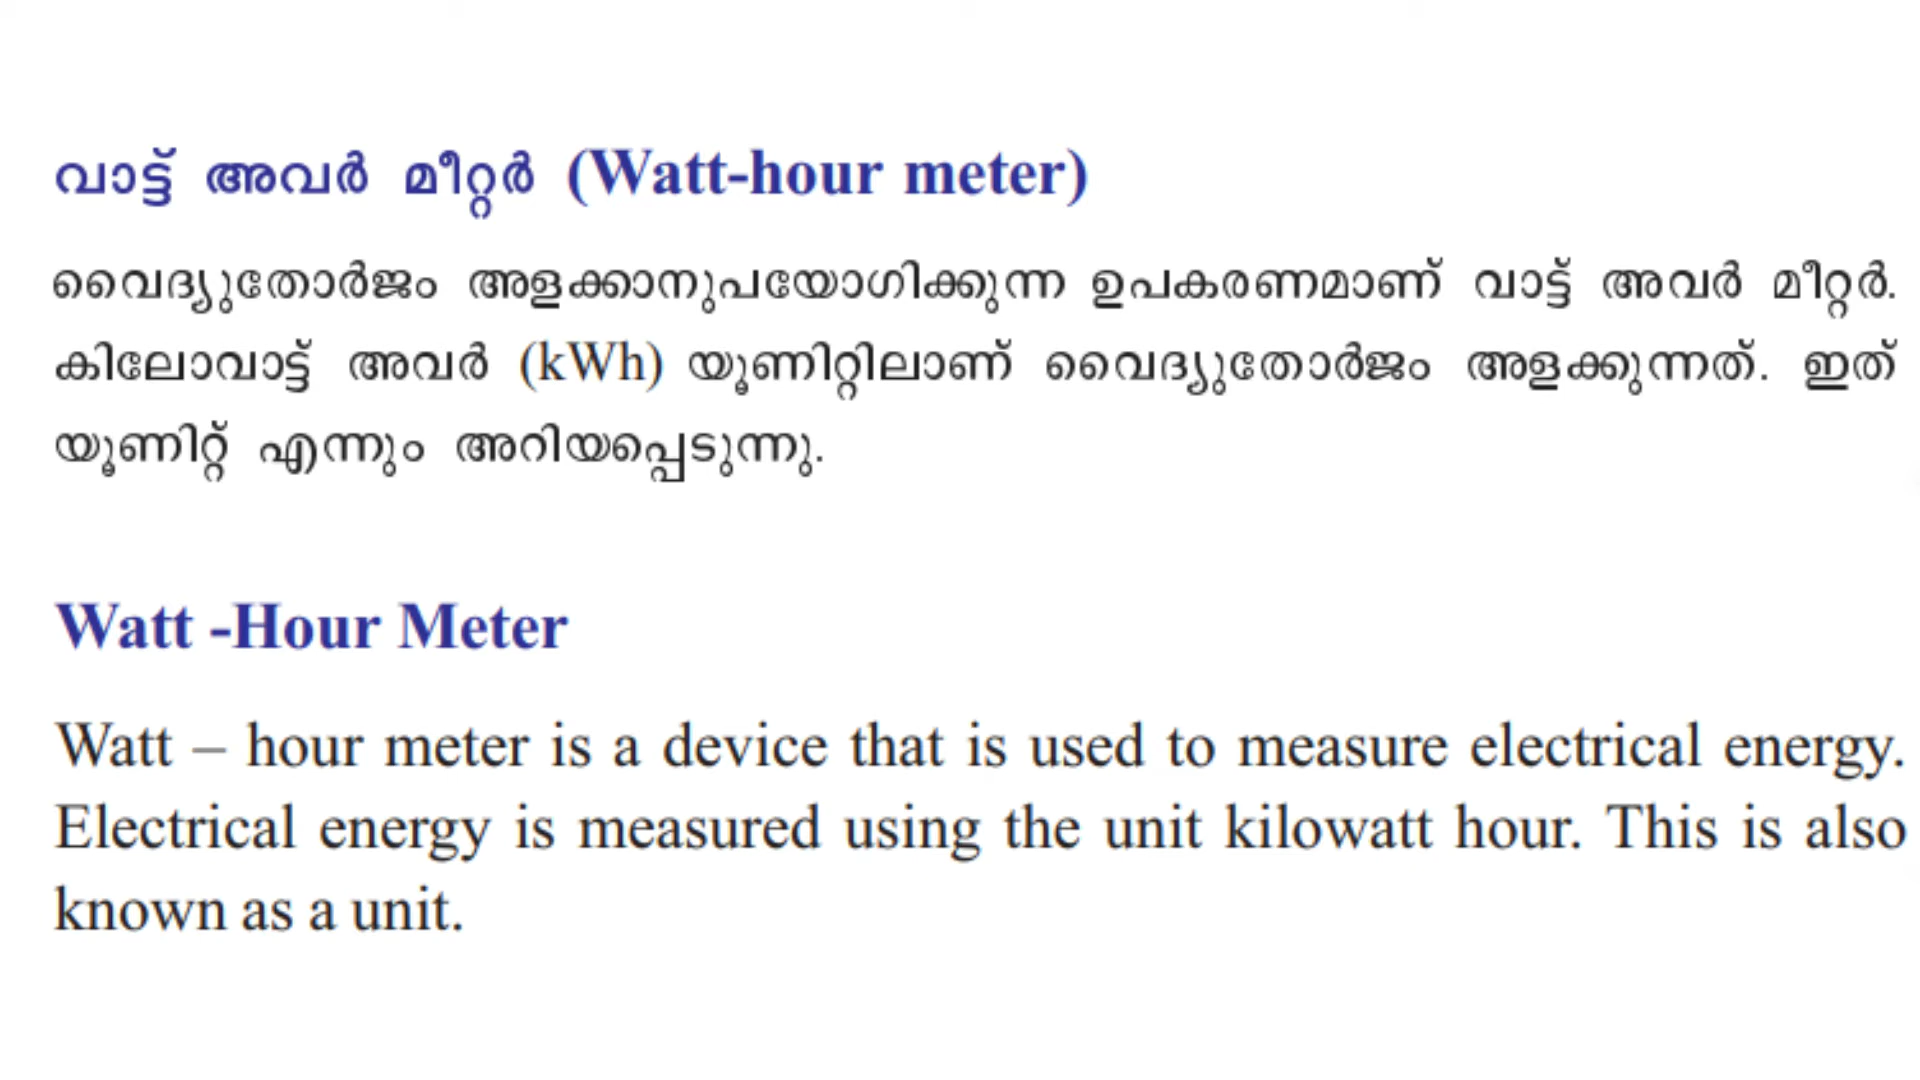 വാട്ട് അവർ മീറ്റർ (Watt-hour meter)
വൈദ്യുതോർജം അളക്കാനുപയോഗിക്കുന്ന ഉപകരണമാണ് വാട്ട് അവർ മീറ്റർ.
കിലോവാട്ട് അവർ (kWh) യൂണിറ്റിലാണ് വൈദ്യുതോർജം അളക്കുന്നത്. ഇത്
യൂണിറ്റ് എന്നും അറിയപ്പെടുന്നു.
Watt -Hour Meter
Watt – hour meter is a device that is used to measure electrical energy.
Electrical energy is measured using the unit kilowatt hour. This is also
known as a unit.